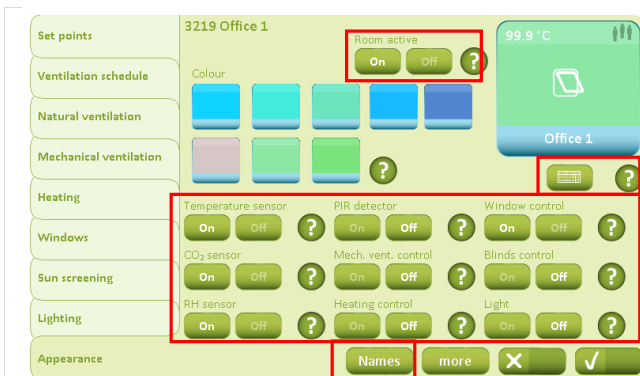 Set points
Ventilation schedule
Natural ventilation
Mechanical ventilation
Heating
Windows
Sun screening
Lighting
Appearance
3219 Office 1
Room active
On Off ?
Colour
?
99.9 °C
Office 1
?
Temperature sensor PIR detector Window control
On Off ? On Off ? On Off ?
CO₂ sensor Mech. vent. control Blinds control
On Off ? On Off ? On Off ?
RH sensor Heating control Light
On Off ? On Off ? On Off ?
Names more